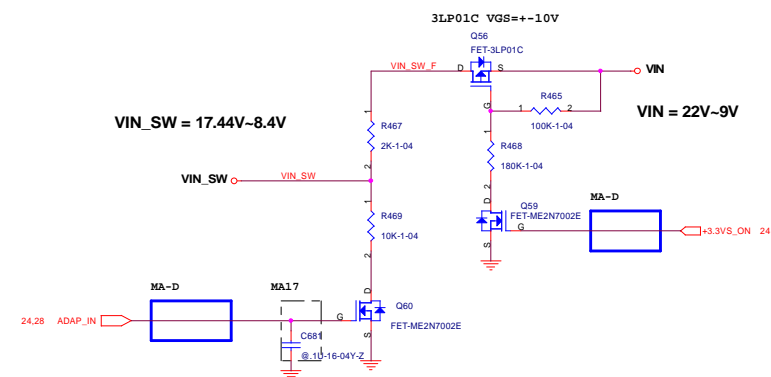 3LP01C VGS=+-10V
Q56
FET-3LP01C
VIN_SW_F
D
S
VIN
G
R465
1
2
100K-1-04
VIN = 22V~9V
VIN_SW = 17.44V~8.4V
1
R467
2K-1-04
2
1
R468
180K-1-04
2
VIN_SW
VIN_SW
1
R469
10K-1-04
2
D
Q59
FET-ME2N7002E
G
S
MA-D
+3.3VS_ON 24
MA-D
MA17
D
Q60
G
S
FET-ME2N7002E
24,28 ADAP_IN
C681
@.1U-16-04Y-Z